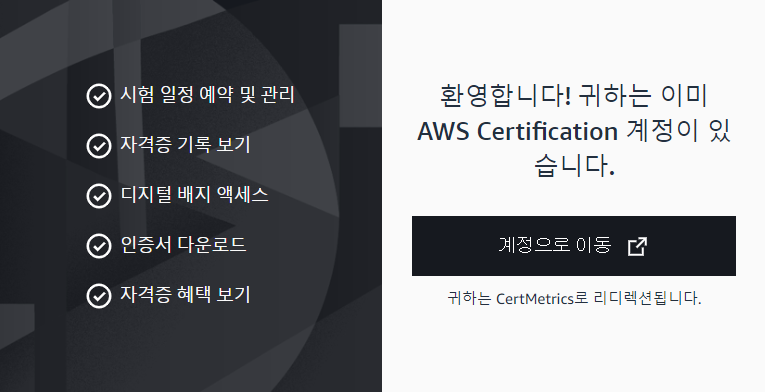 시험 일정 예약 및 관리
자격증 기록 보기
디지털 배지 액세스
인증서 다운로드
자격증 혜택 보기
환영합니다! 귀하는 이미
AWS Certification 계정이 있
습니다.
계정으로 이동
귀하는 CertMetrics로 리디렉션됩니다.